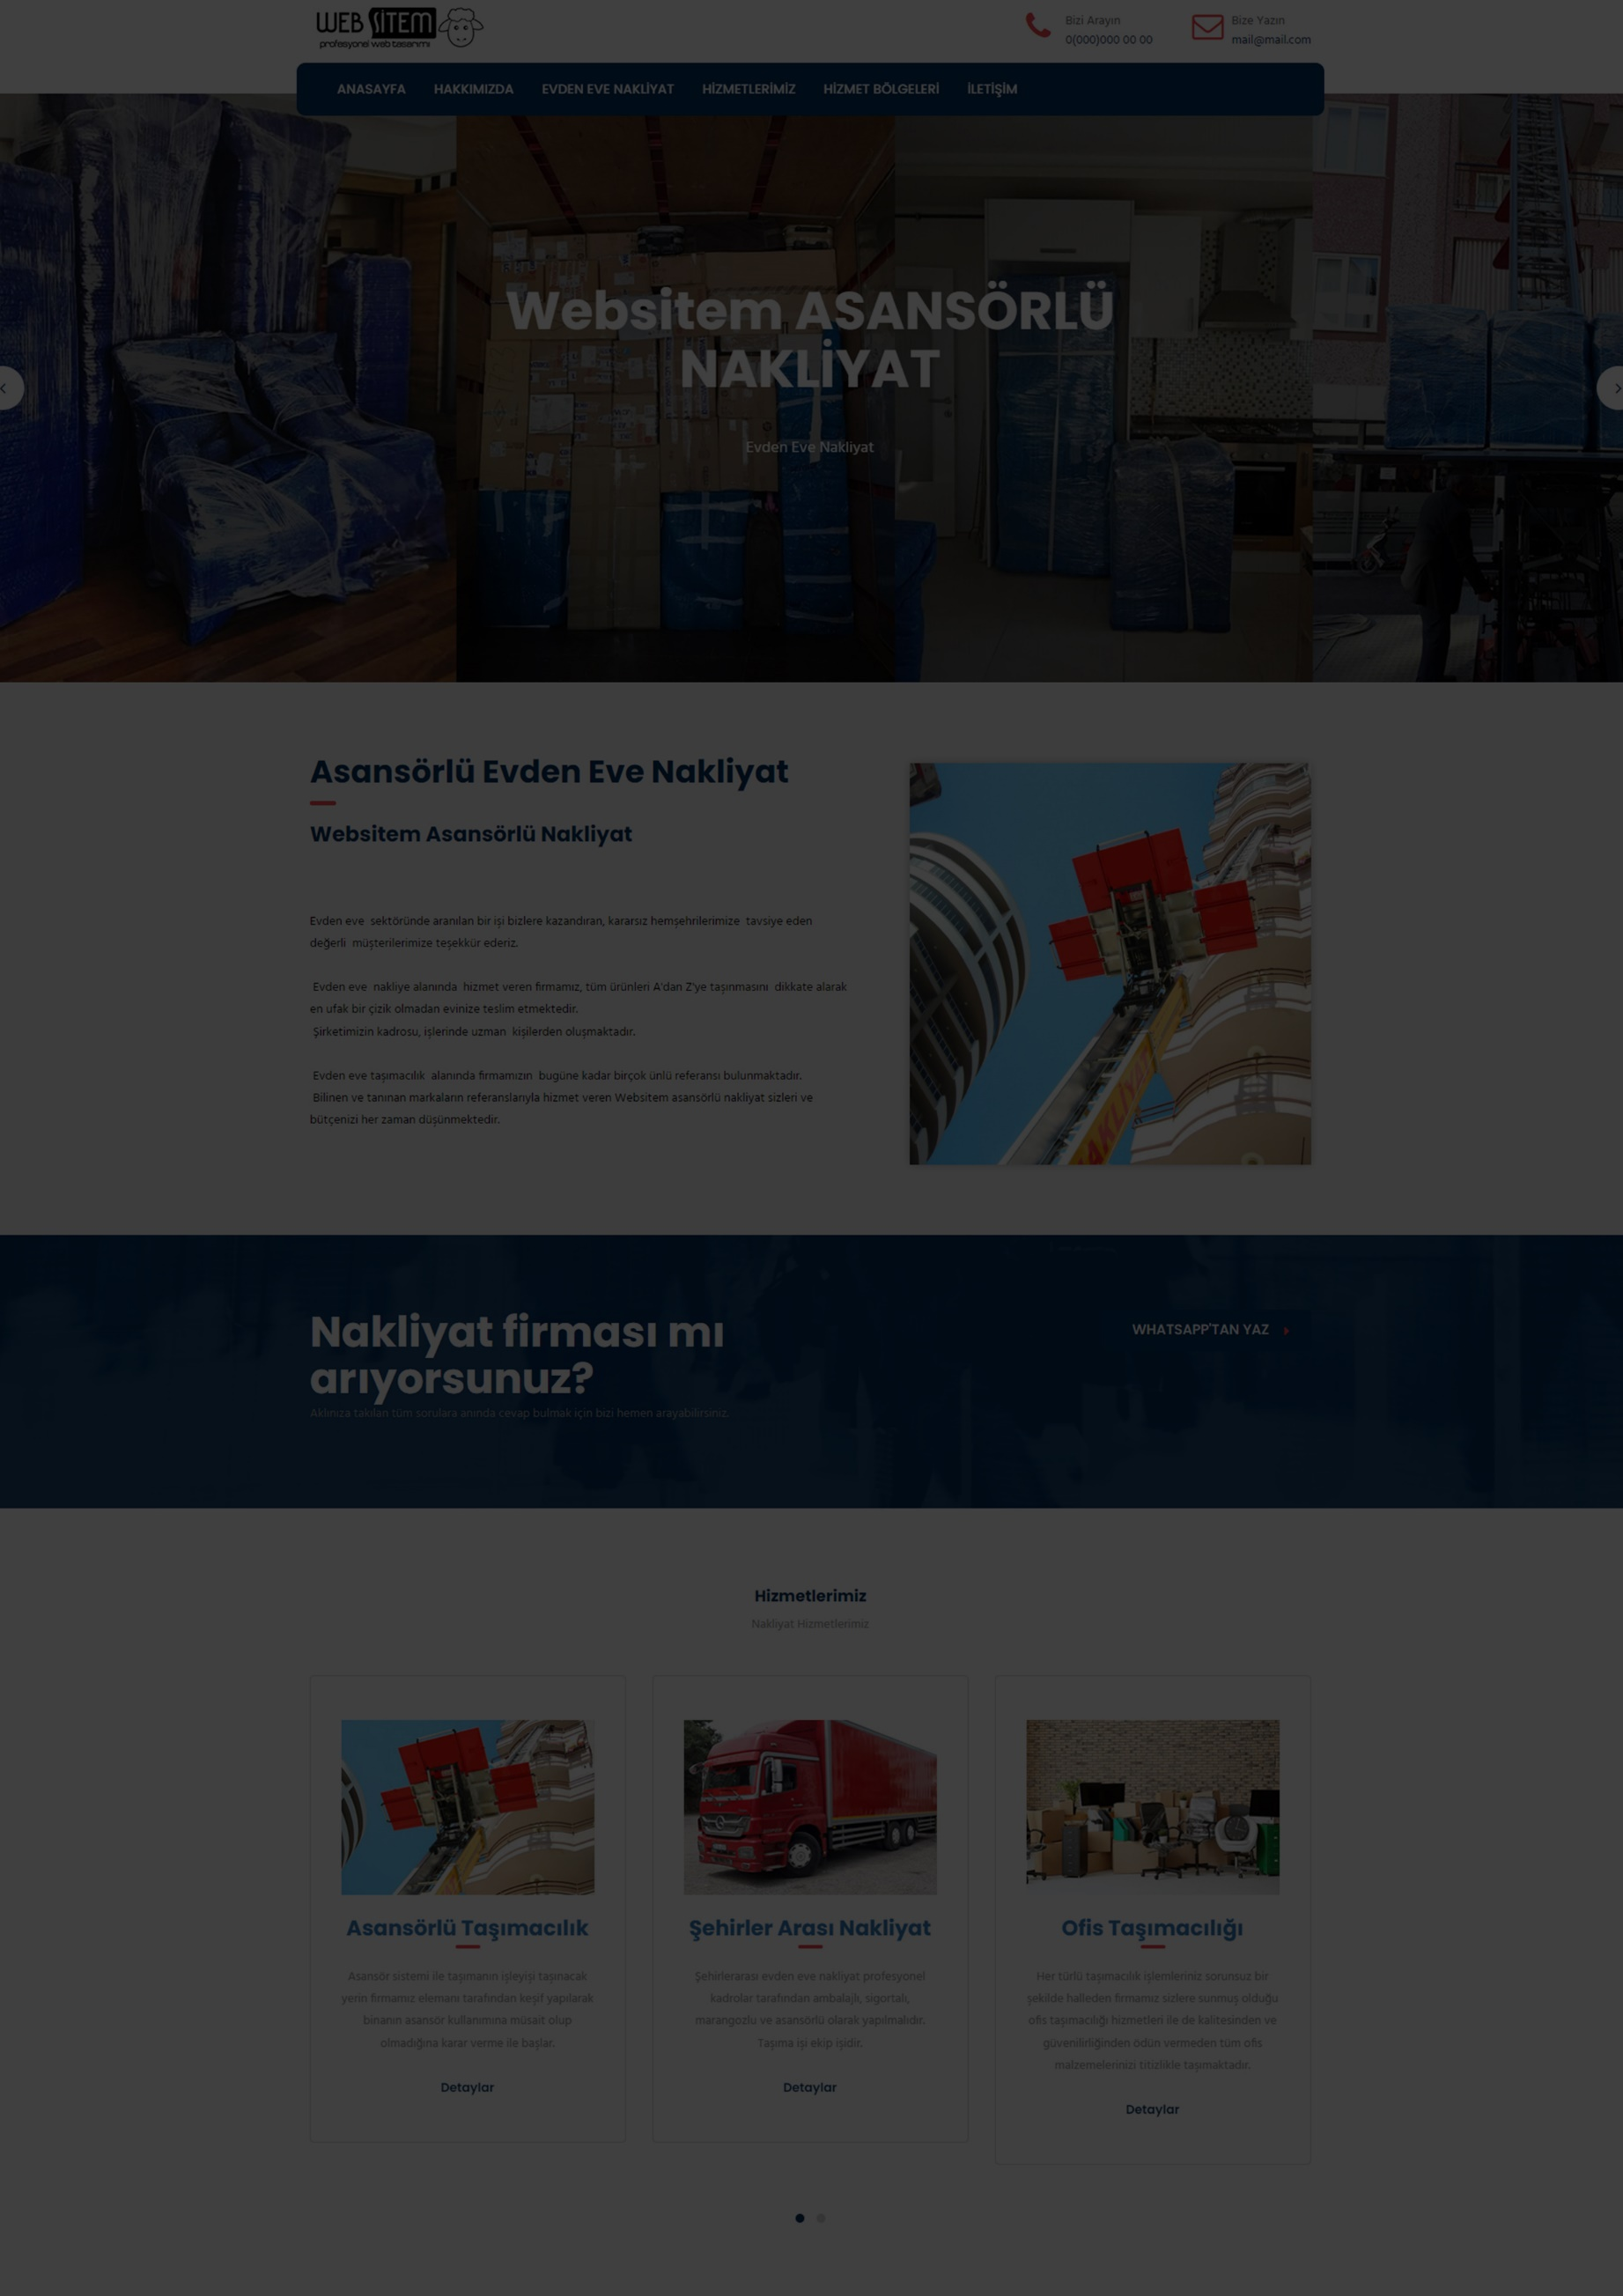 WEB SİTEM
profesyonel web tasarımı
Bizi Arayın
0(000)000 00 00
Bize Yazın
mail@mail.com
ANASAYFA HAKKIMIZDA EVDEN EVE NAKLİYAT HİZMETLERİMİZ HİZMET BÖLGELERİ İLETİŞİM
Websitem ASANSÖRLÜ
NAKLİYAT
Evden Eve Nakliyat
Asansörlü Evden Eve Nakliyat
Websitem Asansörlü Nakliyat
Evden eve sektöründe aranılan bir işi bizlere kazandıran, kararsız hemşehrilerimize tavsiye eden
değerli müşterilerimize teşekkür ederiz.
Evden eve nakliye alanında hizmet veren firmamız, tüm ürünleri A'dan Z'ye taşınmasını dikkate alarak
en ufak bir çizik olmadan evinize teslim etmektedir.
Şirketimizin kadrosu, işlerinde uzman kişilerden oluşmaktadır.
Evden eve taşımacılık alanında firmamızın bugüne kadar birçok ünlü referansı bulunmaktadır.
Bilinen ve tanınan markaların referanslarıyla hizmet veren Websitem asansörlü nakliyat sizleri ve
bütçenizi her zaman düşünmektedir.
Nakliyat firması mı
arıyorsunuz?
Aklınıza takılan tüm sorulara anında cevap bulmak için bizi hemen arayabilirsiniz.
WHATSAPP'TAN YAZ
Hizmetlerimiz
Nakliyat Hizmetlerimiz
Asansörlü Taşımacılık
Asansör sistemi ile taşımanın işleyişi taşınacak
yerin firmamız elemanı tarafından keşif yapılarak
binanın asansör kullanımına müsait olup
olmadığına karar verme ile başlar.
Detaylar
Şehirler Arası Nakliyat
Şehirlerarası evden eve nakliyat profesyonel
kadrolar tarafından ambalajlı, sigortalı,
marangozlu ve asansörlü olarak yapılmalıdır.
Taşıma işi ekip işidir.
Detaylar
Ofis Taşımacılığı
Her türlü taşımacılık işlemleriniz sorunsuz bir
şekilde halleden firmamız sizlere sunmuş olduğu
ofis taşımacılığı hizmetleri ile de kalitesinden ve
güvenilirliğinden ödün vermeden tüm ofis
malzemelerinizi titizlikle taşımaktadır.
Detaylar